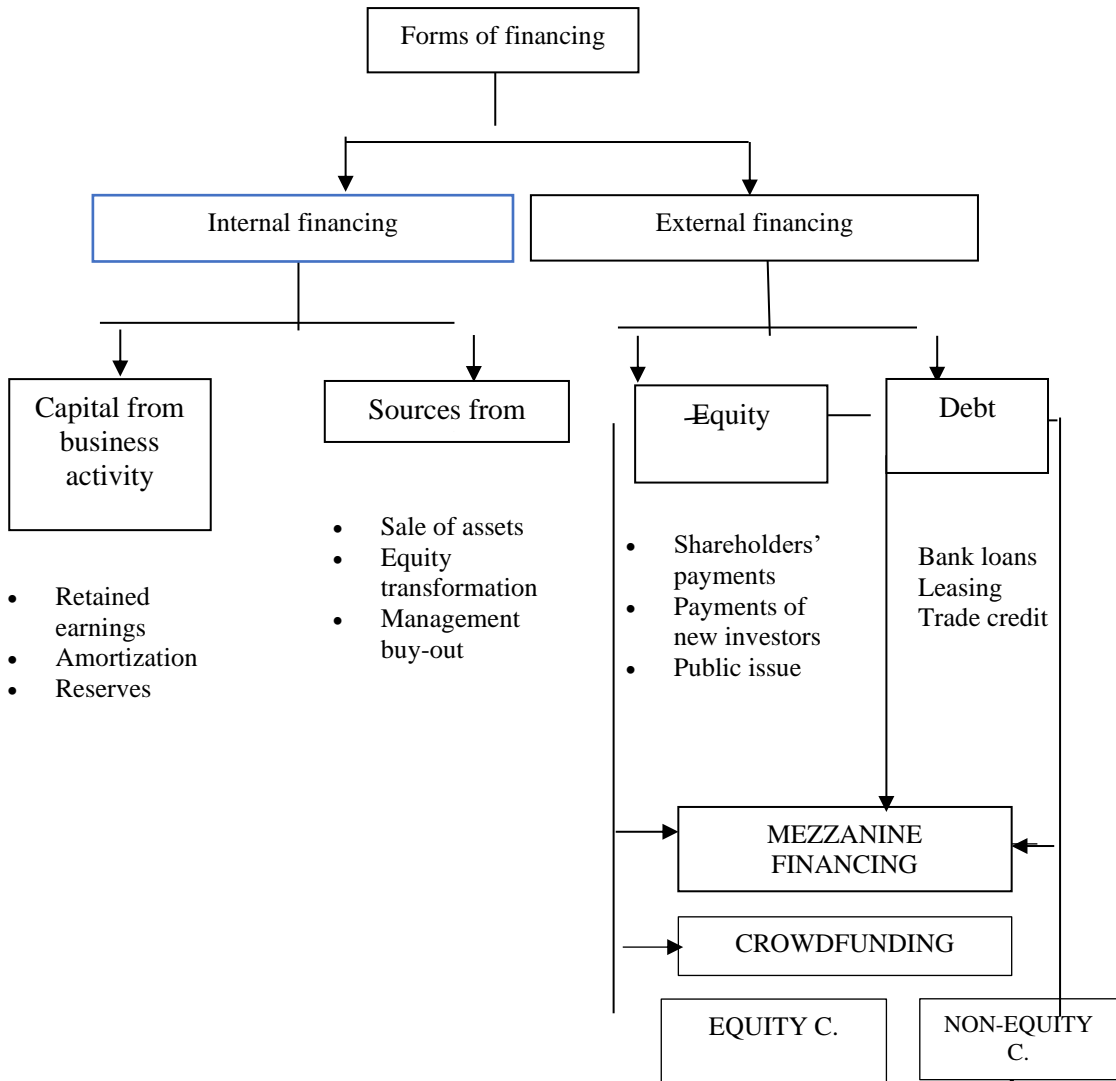 Forms of financing
Internal financing
External financing
Capital from
business
activity
Sources from
Equity
Debt
• Retained
earnings
• Amortization
• Reserves
• Sale of assets
• Equity
transformation
• Management
buy-out
• Shareholders’
payments
• Payments of
new investors
• Public issue
Bank loans
Leasing
Trade credit
MEZZANINE
FINANCING
CROWDFUNDING
EQUITY C.
NON-EQUITY
C.